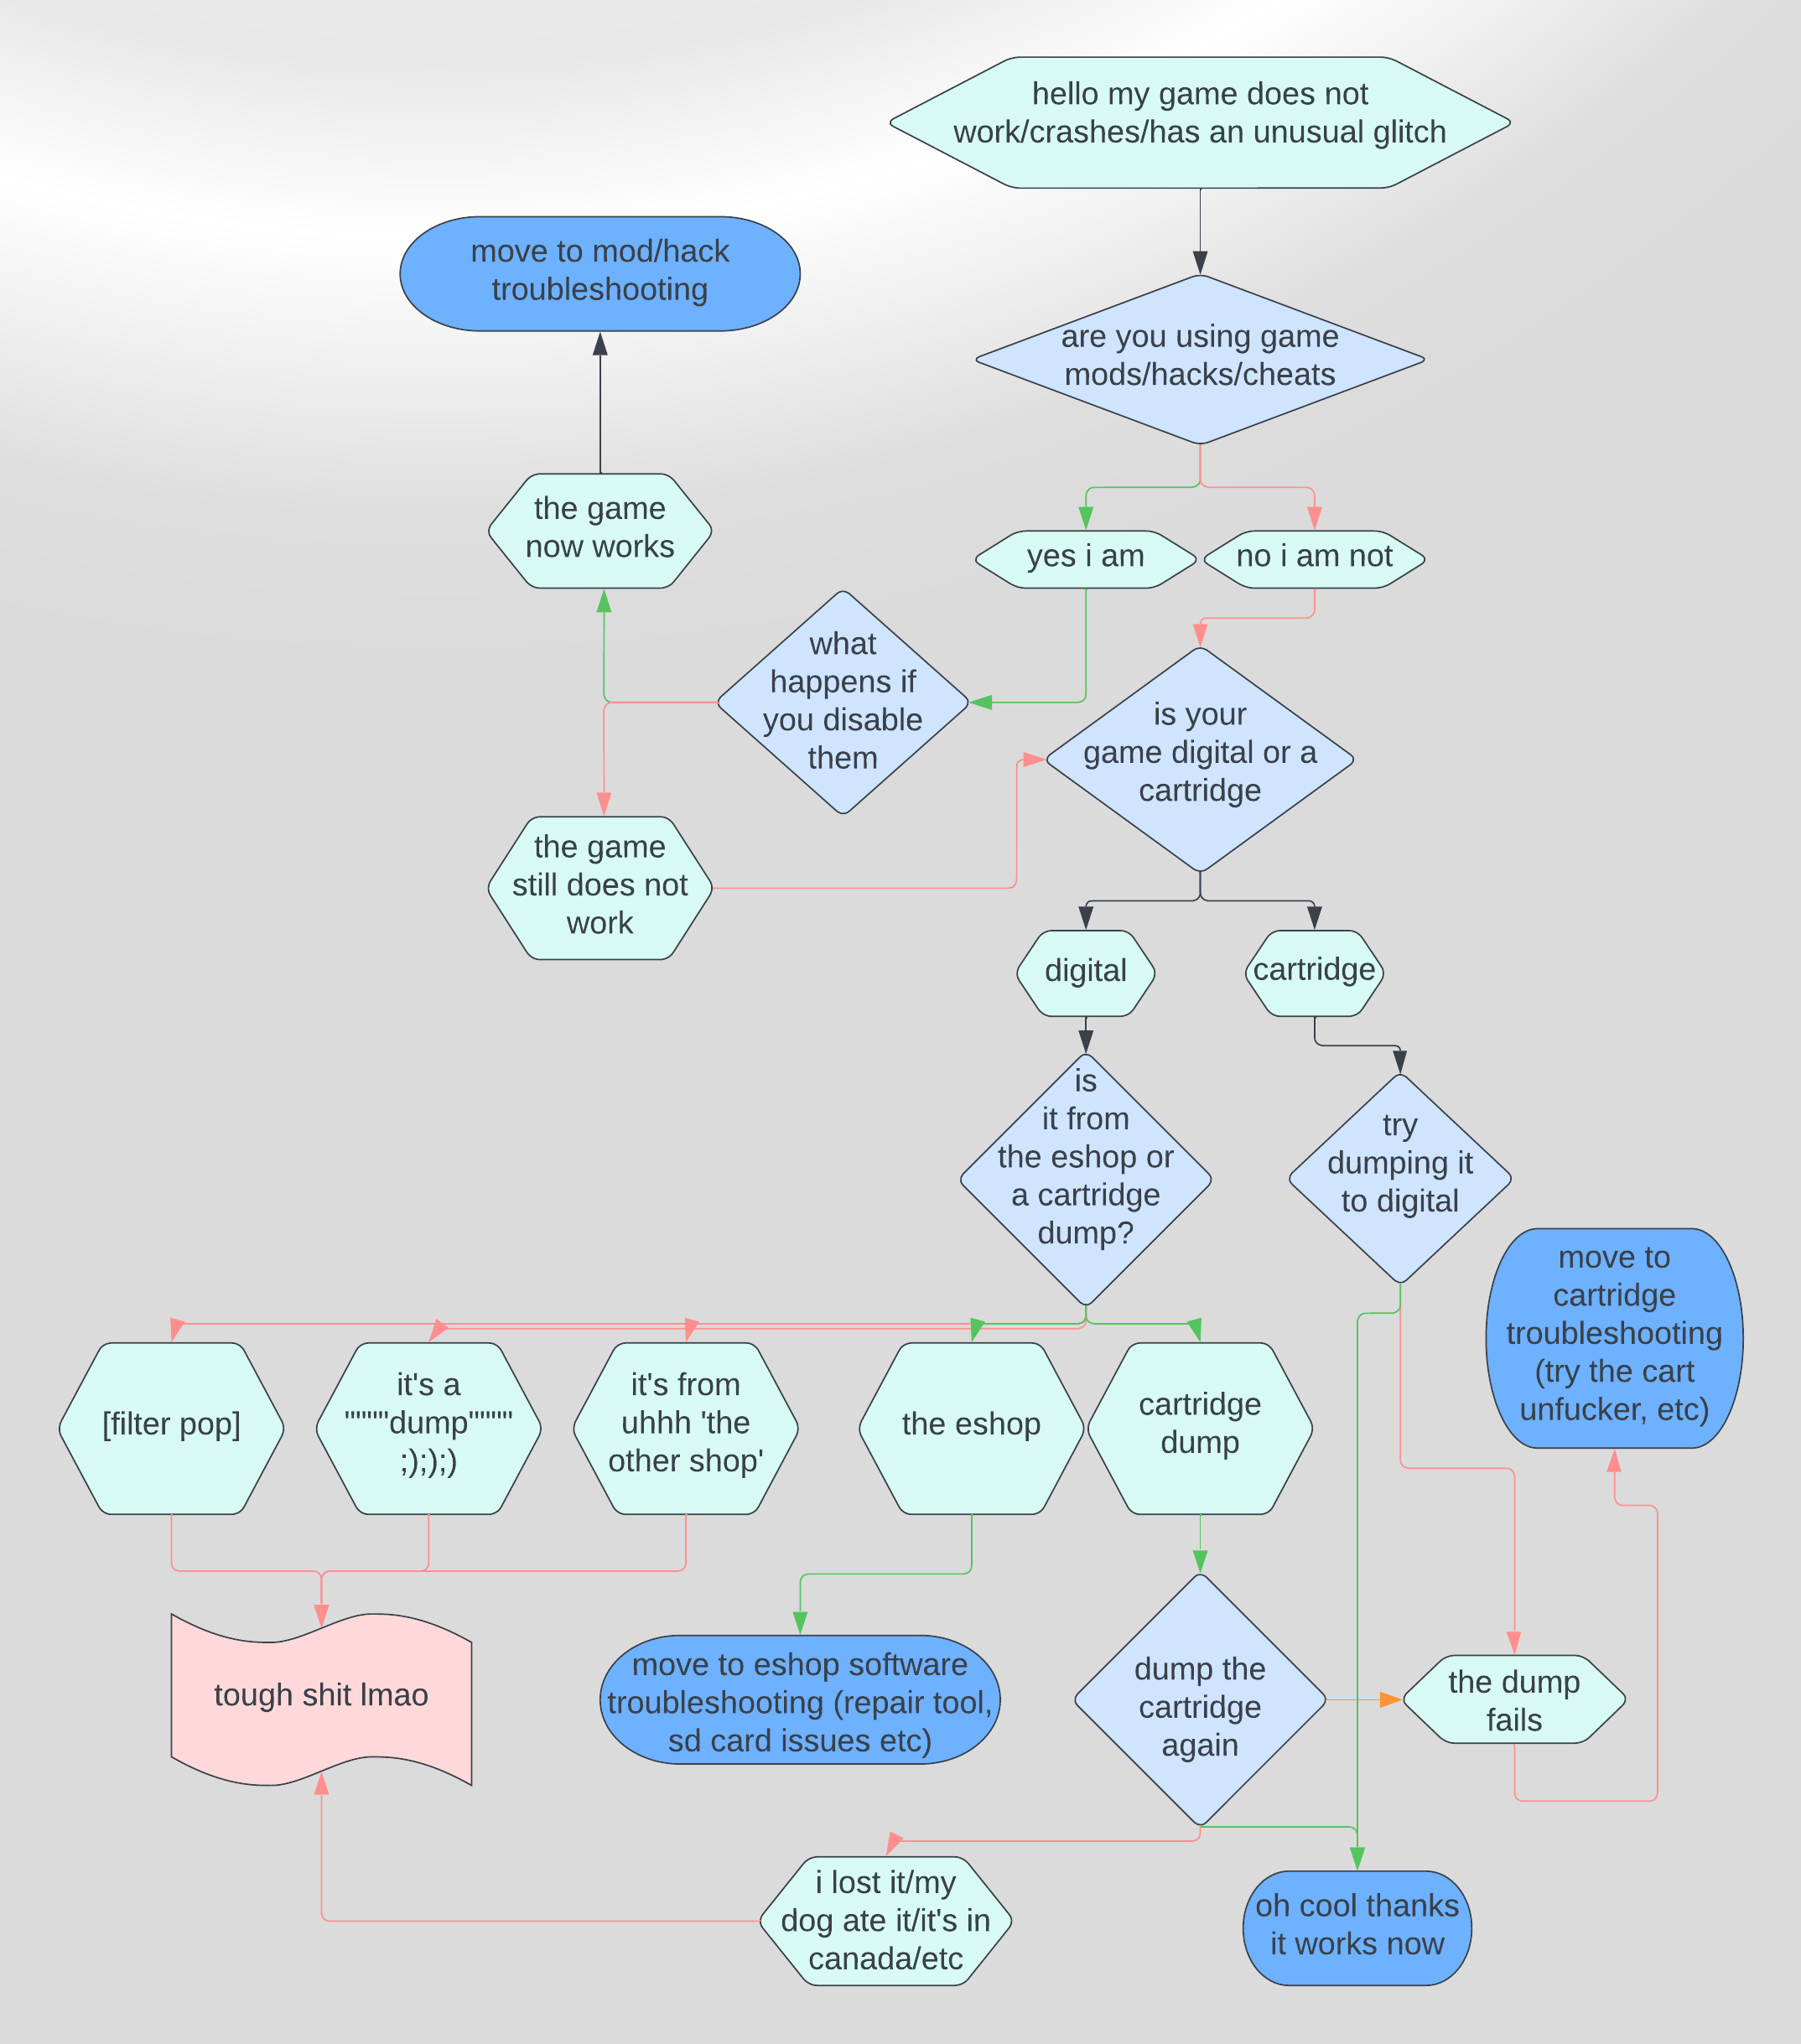 hello my game does not
work/crashes/has an unusual glitch
move to mod/hack
troubleshooting
are you using game
mods/hacks/cheats
the game
now works
yes i am
no i am not
what
happens if
you disable
them
is your
game digital or a
cartridge
the game
still does not
work
digital
cartridge
is
it from
the eshop or
a cartridge
dump?
try
dumping it
to digital
move to
cartridge
troubleshooting
(try the cart
unfucker, etc)
[filter pop]
it's a
"""""dump"""""
;);););)
it's from
uhhh 'the
other shop'
the eshop
cartridge
dump
tough shit lmao
move to eshop software
troubleshooting (repair tool,
sd card issues etc)
dump the
cartridge
again
the dump
fails
i lost it/my
dog ate it/it's in
canada/etc
oh cool thanks
it works now